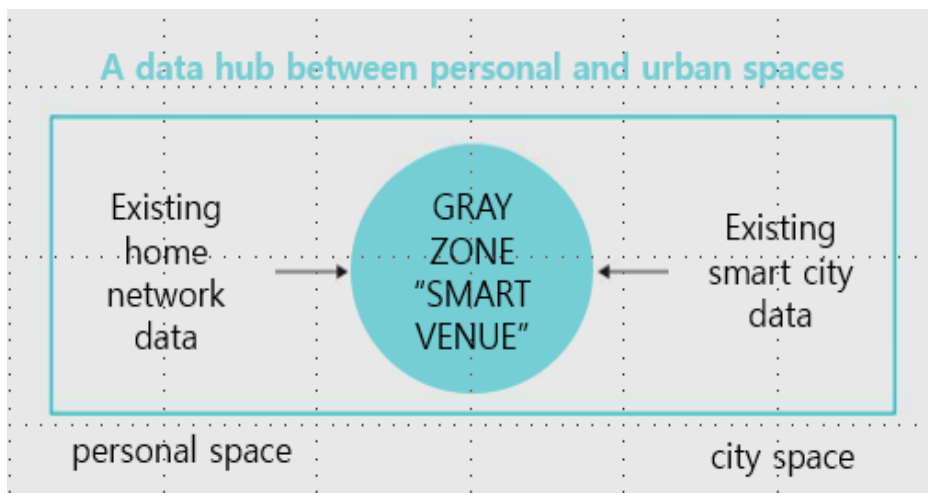 A data hub between personal and urban spaces
Existing
home
network
data
GRAY
ZONE
“SMART
VENUE”
Existing
smart city
data
personal space
city space